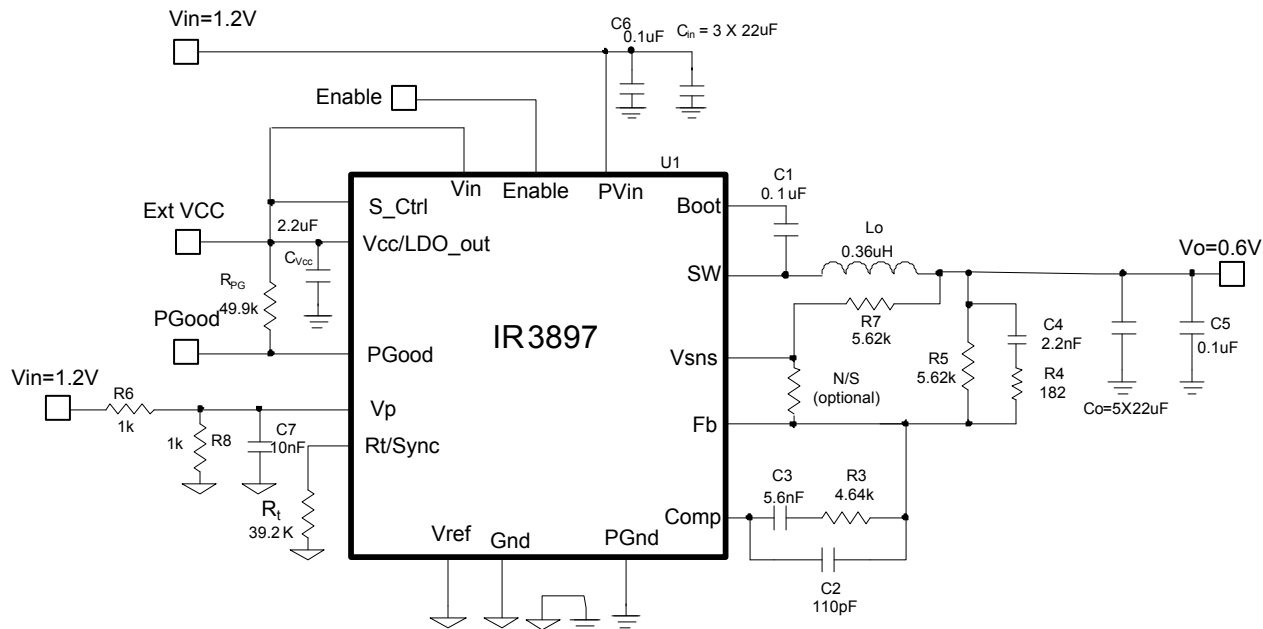 Vin=1.2V
C6
0.1uF
Cin = 3 X 22uF
Enable
U1
Vin
Enable
PVin
C1
0.1uF
Boot
S_Ctrl
Ext VCC
2.2uF
Vcc/LDO_out
CVcc
Lo
0.36uH
SW
Vo=0.6V
RPG
49.9k
PGood
PGood
IR3897
R7
5.62k
Vsns
N/S
(optional)
R5
5.62k
C4
2.2nF
R4
182
C5
0.1uF
Co=5X22uF
Vin=1.2V
R6
1k
Vp
1k
R8
C7
10nF
Rt/Sync
Fb
Rt
39.2 K
C3
5.6nF
R3
4.64k
Comp
Vref
Gnd
PGnd
C2
110pF